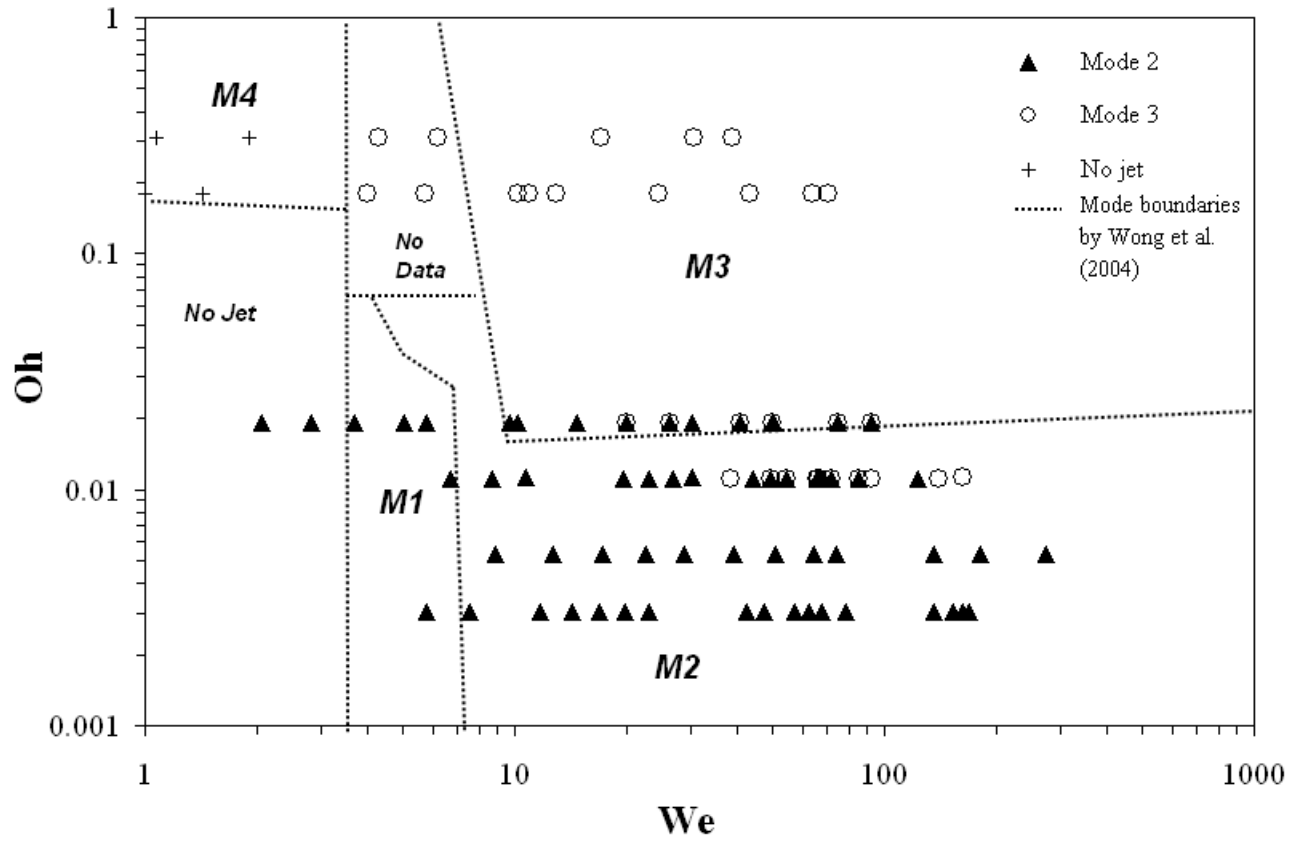 1
M4
Mode 2
Mode 3
No jet
Mode boundaries
by Wong et al.
(2004)
No
Data
0.1
M3
No Jet
Oh
0.01
M1
M2
0.001
1
10
100
1000
We